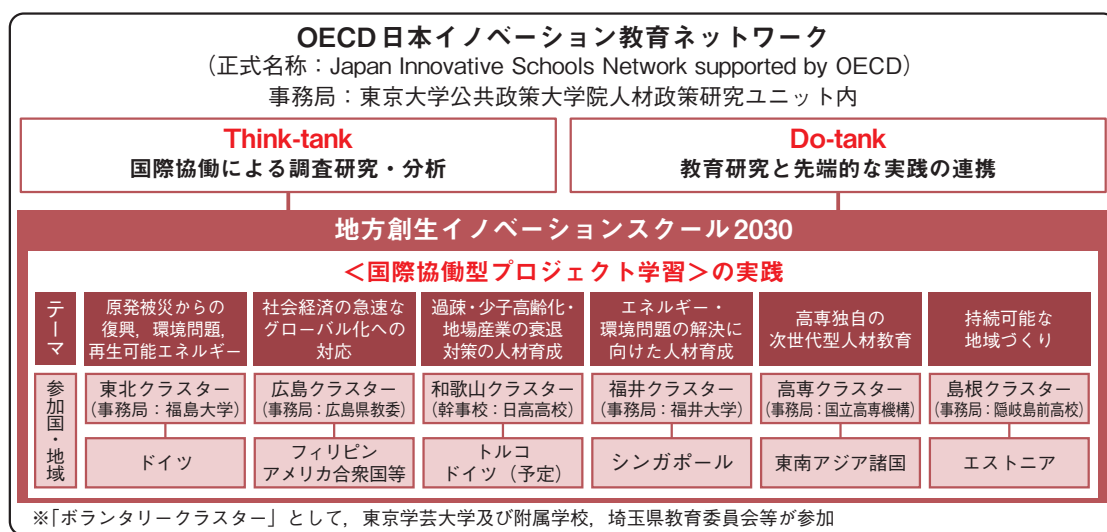 OECD日本イノベーション教育ネットワーク
（正式名称：Japan Innovative Schools Network supported by OECD）
事務局：東京大学公共政策大学院人材政策研究ユニット内
Think-tank
国際協働による調査研究・分析
Do-tank
教育研究と先端的な実践の連携
地方創生イノベーションスクール2030
＜国際協働型プロジェクト学習＞の実践
テーマ
原発被災からの
復興，環境問題，
再生可能エネルギー
社会経済の急速な
グローバル化への
対応
過疎・少子高齢化・
地場産業の衰退
対策の人材育成
エネルギー・
環境問題の解決に
向けた人材育成
高専独自の
次世代型人材教育
持続可能な
地域づくり
参加国・地域
東北クラスター
（事務局：福島大学）
広島クラスター
（事務局：広島県教委）
和歌山クラスター
（幹事校：日高高校）
福井クラスター
（事務局：福井大学）
高専クラスター
（事務局：国立高専機構）
島根クラスター
（事務局：隠岐島前高校）
ドイツ
フィリピン
アメリカ合衆国等
トルコ
ドイツ（予定）
シンガポール
東南アジア諸国
エストニア
※「ボランタリークラスター」として，東京学芸大学及び附属学校，埼玉県教育委員会等が参加